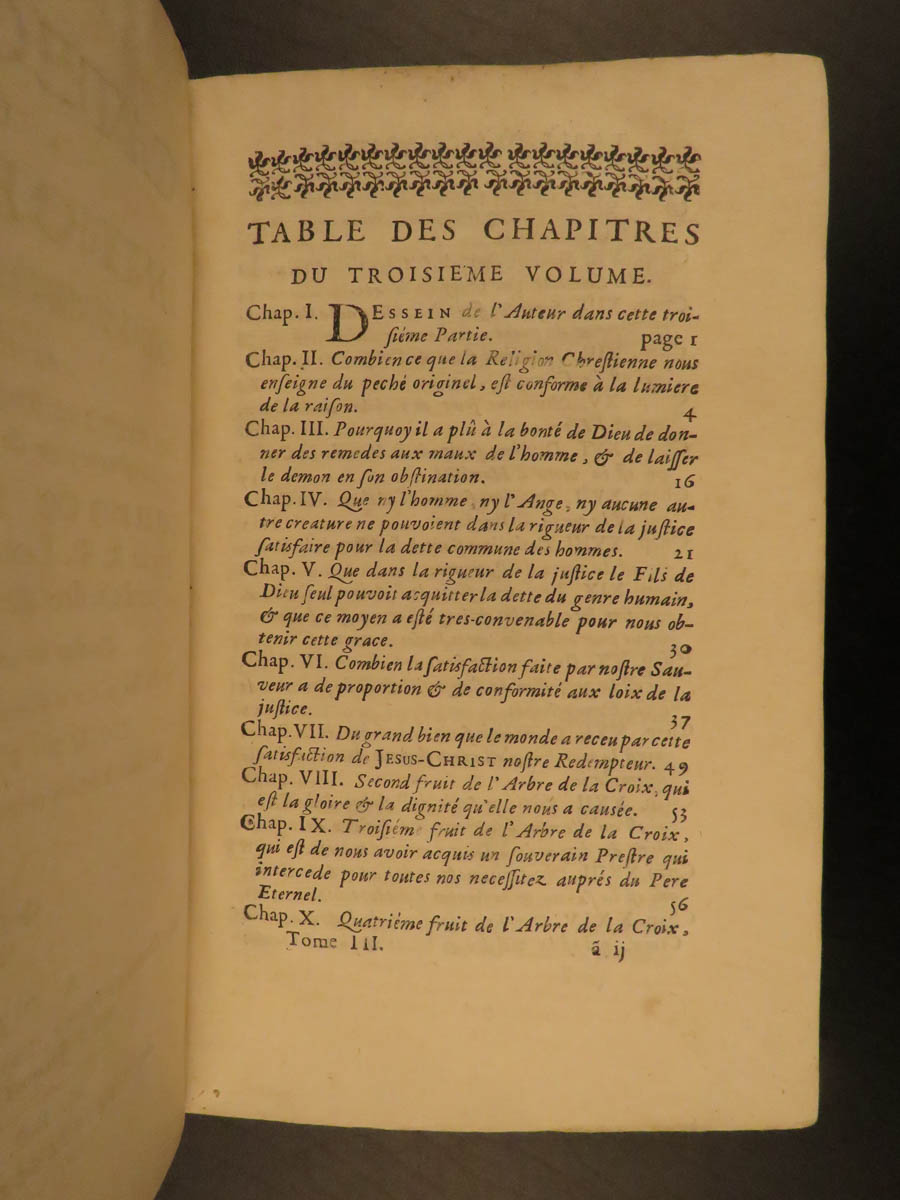 TABLE DES CHAPITRES
DU TROISIEME VOLUME.
Chap. I. DESSEIN de l'Auteur dans cette troi-
ſiéme Partie. page 1
Chap. II. Combien ce que la Religion Chreſtienne nous
enſeigne du peché originel, eſt conforme à la lumiere
de la raiſon. 4
Chap. III. Pourquoy il a plû à la bonté de Dieu de don-
ner des remedes aux maux de l'homme, & de laiſſer
le demon en ſon obſtination. 16
Chap. IV. Que ny l'homme, ny l'Ange, ny aucune au-
tre creature ne pouvoient dans la rigueur de la juſtice
ſatisfaire pour la dette commune des hommes. 21
Chap. V. Que dans la rigueur de la juſtice le Fils de
Dieu ſeul pouvoit acquitter la dette du genre humain,
& que ce moyen a eſté tres-convenable pour nous ob-
tenir cette grace. 30
Chap. VI. Combien la ſatisfaction faite par noſtre Sau-
veur a de proportion & de conformité aux loix de la
juſtice. 37
Chap. VII. Du grand bien que le monde a receu par cette
ſatisfaction de JESUS-CHRIST noſtre Redempteur. 49
Chap. VIII. Second fruit de l'Arbre de la Croix, qui
eſt la gloire & la dignité qu'elle nous a cauſée. 53
Chap. IX. Troiſiéme fruit de l'Arbre de la Croix,
qui eſt de nous avoir acquis un ſouverain Preſtre qui
intercede pour toutes nos neceſſitez auprés du Pere
Eternel. 56
Chap. X. Quatriéme fruit de l'Arbre de la Croix,
Tome III. ã ij